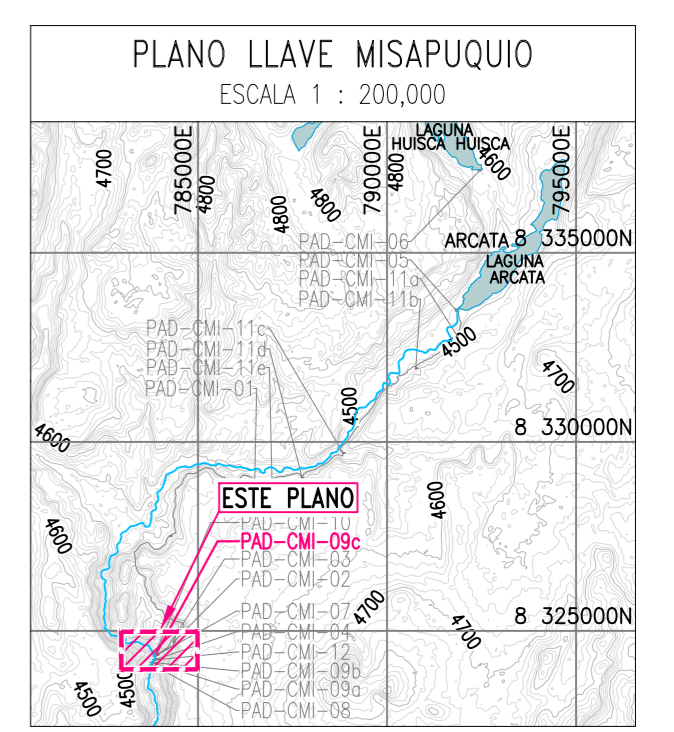 PLANO LLAVE MISAPUQUIO
ESCALA 1 : 200,000
4700
785000E
4800
4800
4800
790000E
4800
LAGUNA
HUISCA HUISCA
4600
795000E
PAD-CMI-06
ARCATA 8 335000N
PAD-CMI-05
LAGUNA
ARCATA
PAD-CMI-11a
PAD-CMI-11b
PAD-CMI-11c
PAD-CMI-11d
PAD-CMI-11e
PAD-CMI-01
4500
4700
4500
4600
8 330000N
ESTE PLANO
4600
4600
PAD-CMI-10
PAD-CMI-09c
PAD-CMI-03
PAD-CMI-02
PAD-CMI-07
4700
8 325000N
PAD-CMI-04
4700
PAD-CMI-12
PAD-CMI-09b
PAD-CMI-09a
PAD-CMI-08
4500
4500